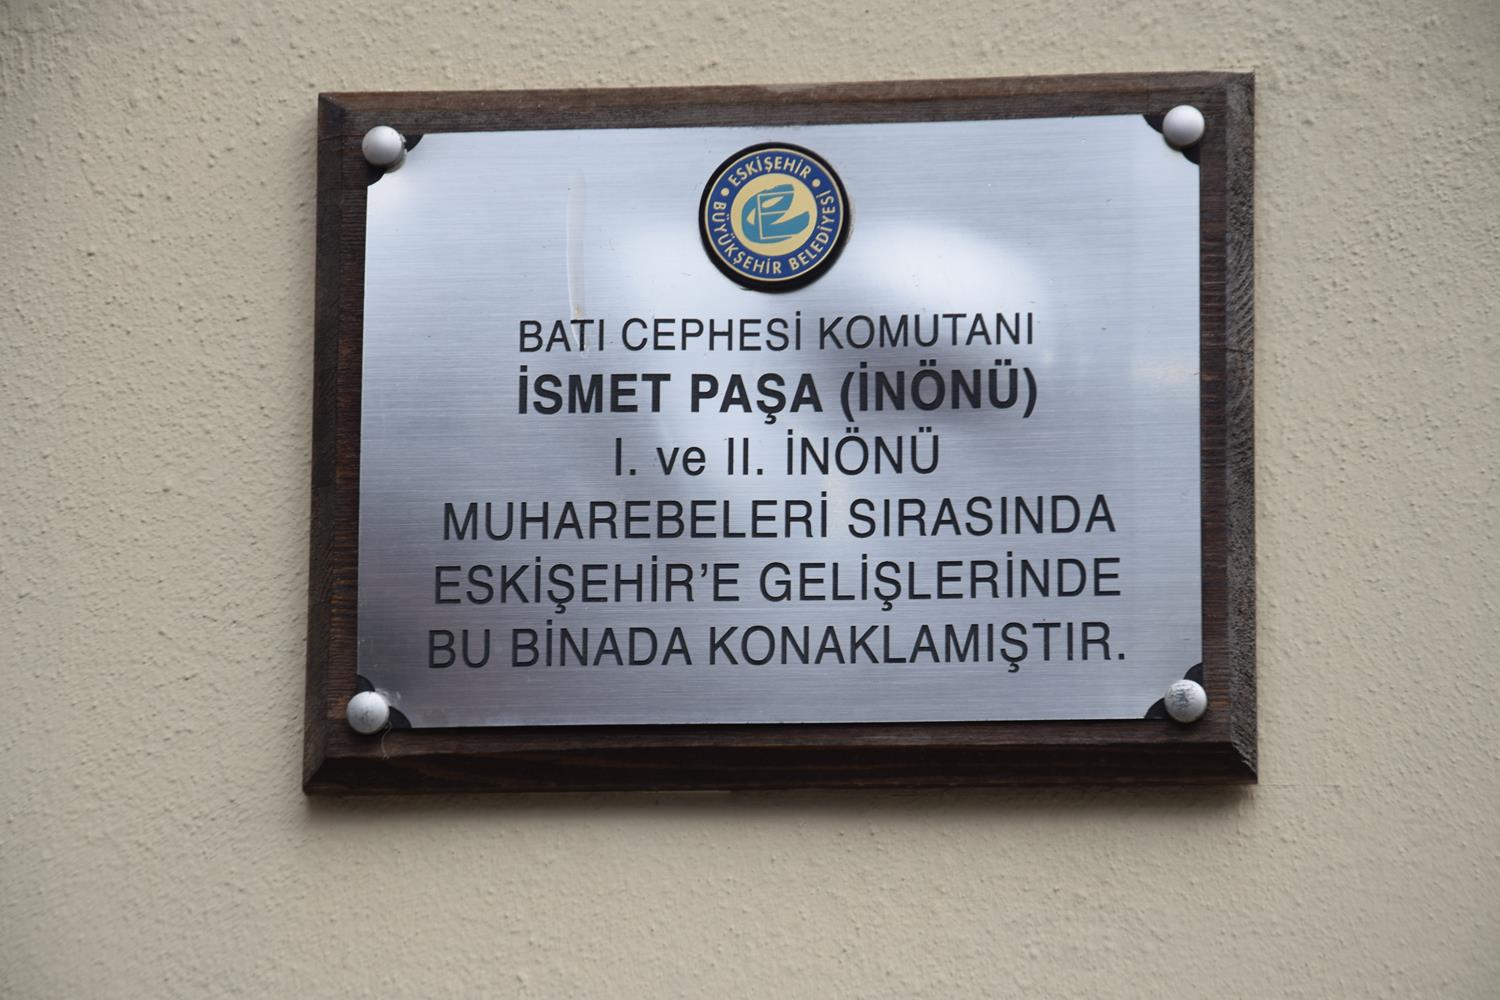 ESKİŞEHİR
BÜYÜKŞEHİR BELEDİYESİ
BATI CEPHESİ KOMUTANI
İSMET PAŞA (İNÖNÜ)
I. ve II. İNÖNÜ
MUHAREBELERİ SIRASINDA
ESKİŞEHİR’E GELİŞLERİNDE
BU BİNADA KONAKLAMIŞTIR.